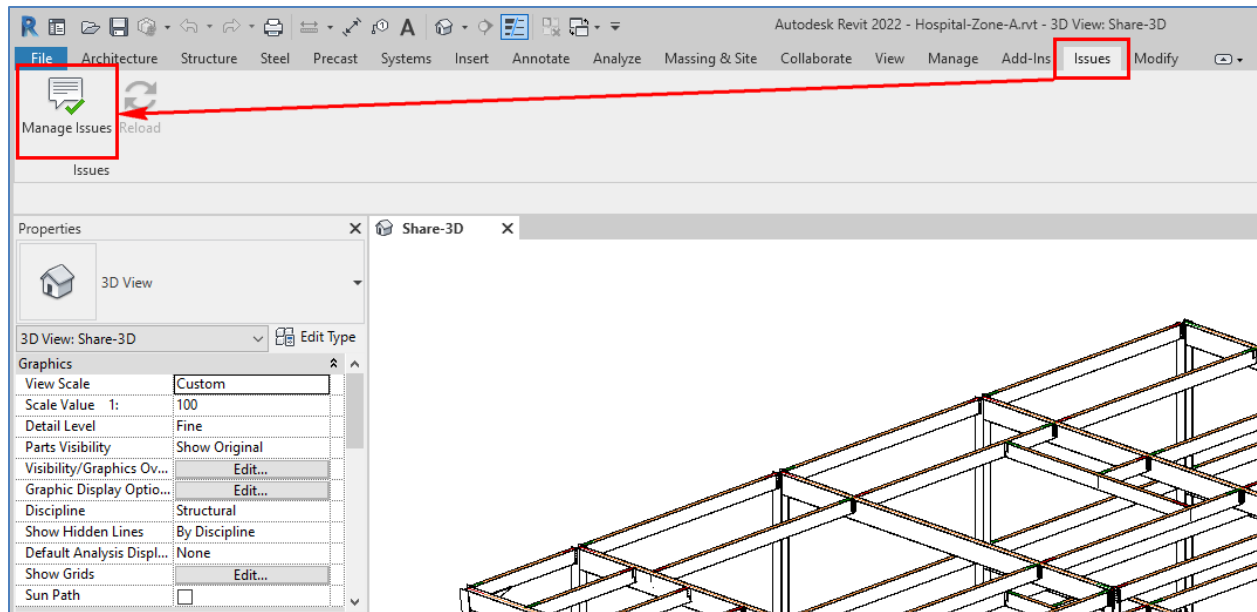 Autodesk Revit 2022 - Hospital-Zone-A.rvt - 3D View: Share-3D
File Architecture Structure Steel Precast Systems Insert Annotate Analyze Massing & Site Collaborate View Manage Add-Ins Issues Modify
Manage Issues Reload
Issues
Properties
Share-3D
3D View
3D View: Share-3D Edit Type
Graphics
View Scale Custom
Scale Value 1: 100
Detail Level Fine
Parts Visibility Show Original
Visibility/Graphics Ov... Edit...
Graphic Display Optio... Edit...
Discipline Structural
Show Hidden Lines By Discipline
Default Analysis Displ... None
Show Grids Edit...
Sun Path